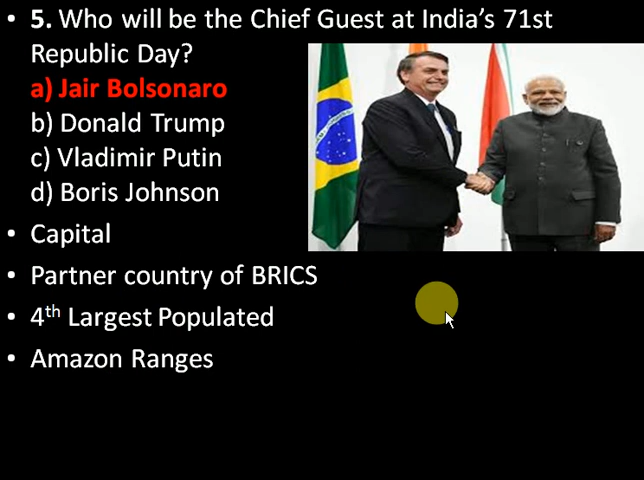 • 5. Who will be the Chief Guest at India’s 71st
Republic Day?
a) Jair Bolsonaro
b) Donald Trump
c) Vladimir Putin
d) Boris Johnson
• Capital
• Partner country of BRICS
• 4th Largest Populated
• Amazon Ranges